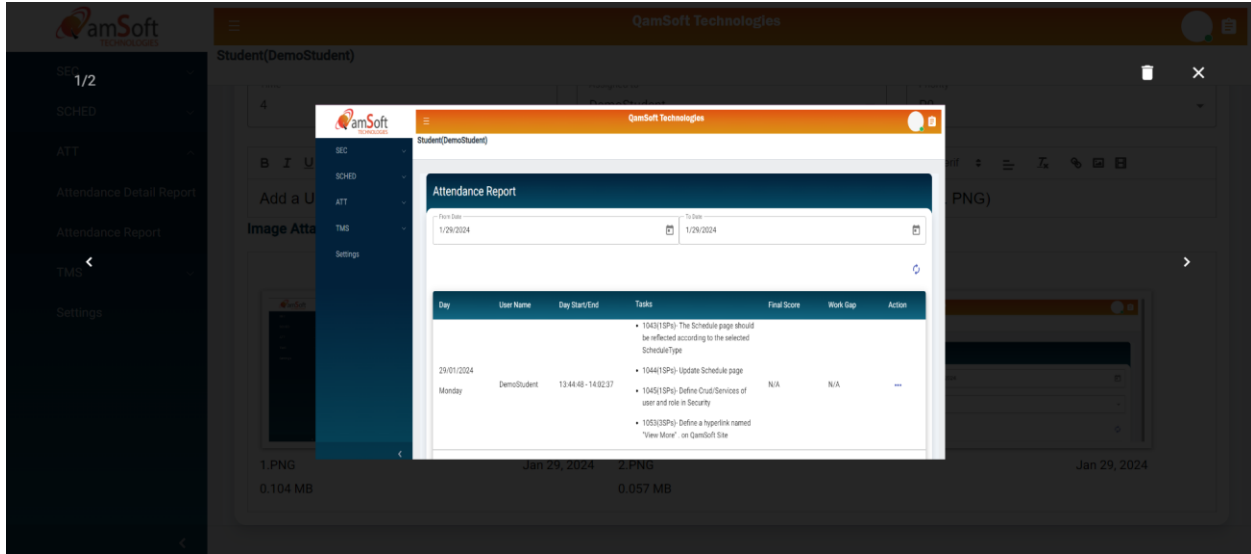 QamSoft
TECHNOLOGIES
QamSoft Technologies
Student(DemoStudent)
1/2
SCHED
4
ATT
B I U
Attendance Detail Report
Add a U
PNG)
Attendance Report
Image Atta
TMS
Settings
QamSoft
TECHNOLOGIES
QamSoft Technologies
Student(DemoStudent)
SEC
SCHED
ATT
TMS
Settings
Attendance Report
From Date
1/29/2024
To Date
1/29/2024
Day User Name Day Start/End Tasks Final Score Work Gap Action
• 1043(1SPs)- The Schedule page should
be reflected according to the selected
ScheduleType
29/01/2024
Monday
DemoStudent 13:44:48 - 14:02:37
• 1044(1SPs)- Update Schedule page
• 1045(1SPs)- Define Crud/Services of
user and role in Security
• 1053(3SPs)- Define a hyperlink named
"View More" . on QamSoft Site
N/A N/A
1.PNG Jan 29, 2024 2.PNG Jan 29, 2024
0.104 MB 0.057 MB